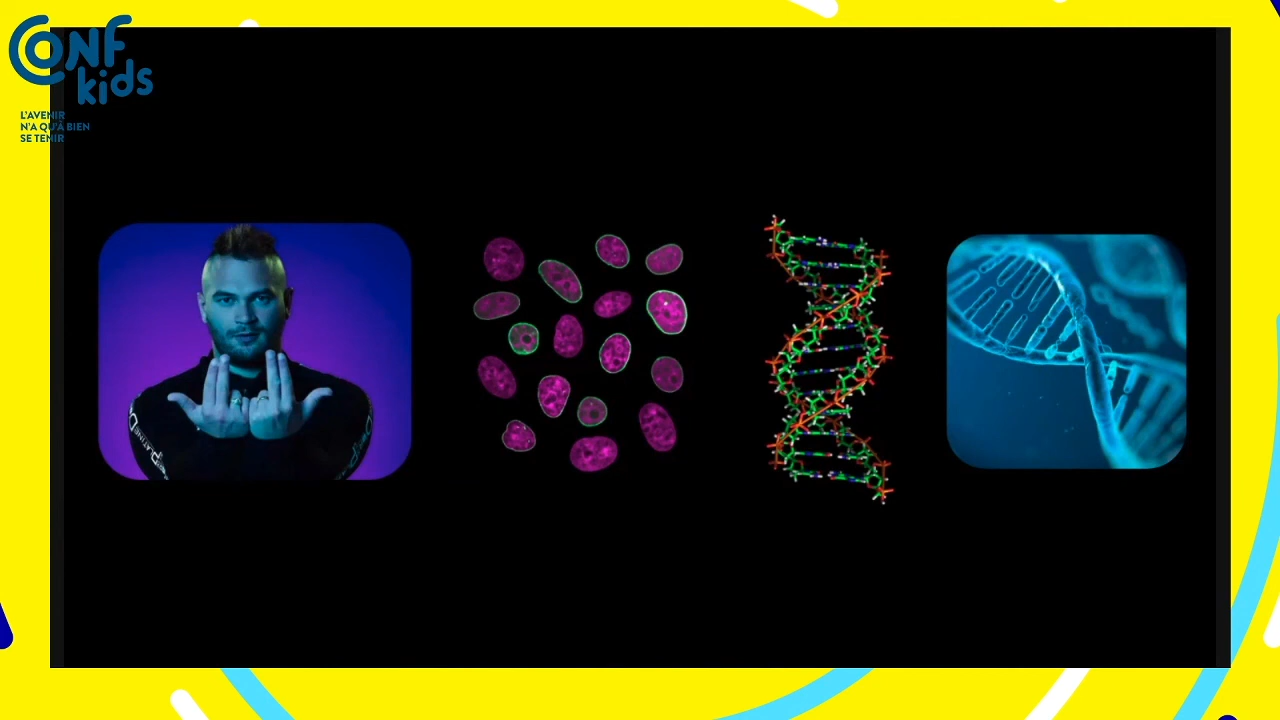 CONF
kids
L'AVENIR
N'A QU'À BIEN
SE TENIR